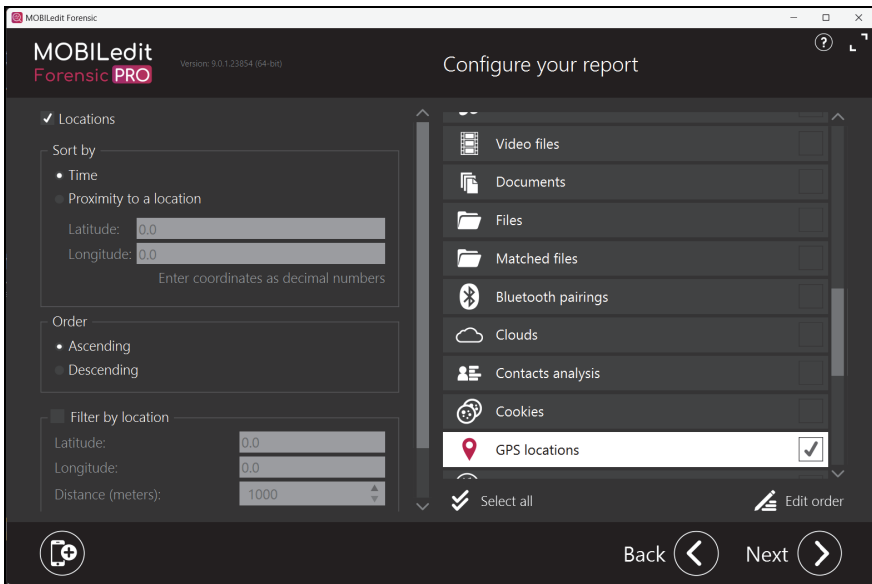 MOBILedit Forensic
MOBILedit
Forensic PRO
Version: 9.0.1.23854 (64-bit)
Configure your report
Locations
Sort by
Time
Proximity to a location
Latitude: 0.0
Longitude: 0.0
Enter coordinates as decimal numbers
Order
Ascending
Descending
Filter by location
Latitude: 0.0
Longitude: 0.0
Distance (meters): 1000
Video files
Documents
Files
Matched files
Bluetooth pairings
Clouds
Contacts analysis
Cookies
GPS locations
Select all
Edit order
Back
Next